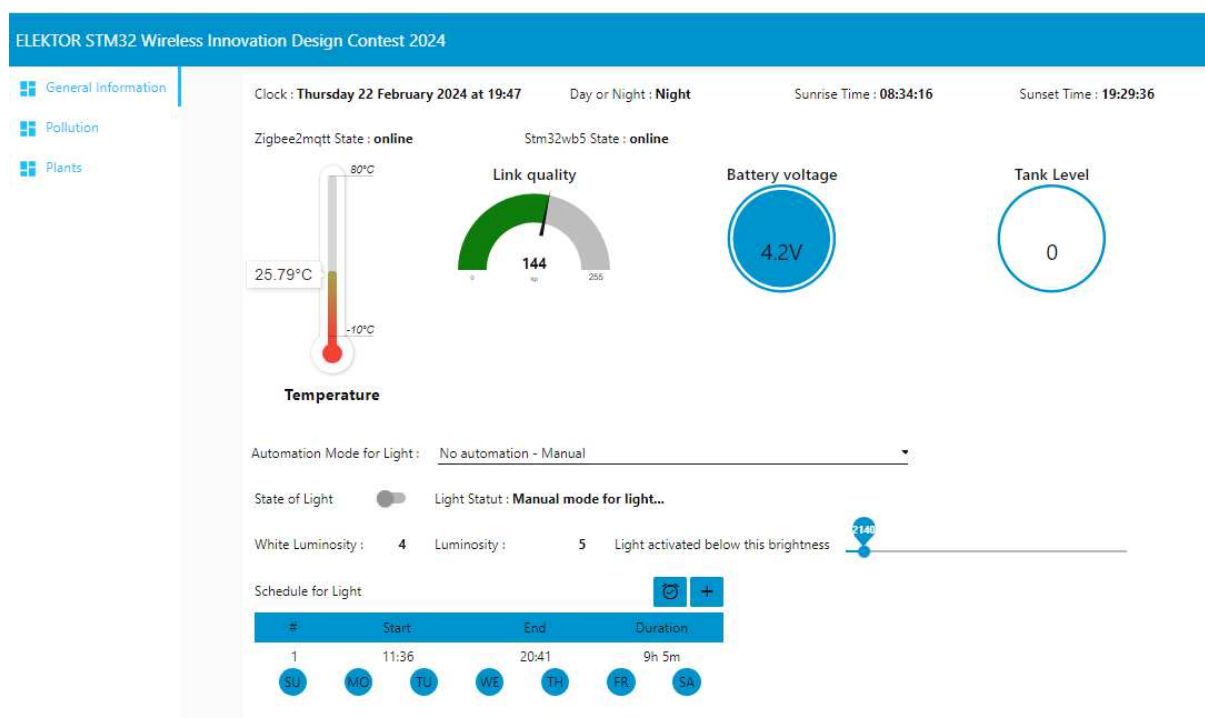 ELEKTOR STM32 Wireless Innovation Design Contest 2024
General Information
Pollution
Plants
Clock : Thursday 22 February 2024 at 19:47 Day or Night : Night Sunrise Time : 08:34:16 Sunset Time : 19:29:36
Zigbee2mqtt State : online Stm32wb5 State : online
80°C
25.79°C
-10°C
Temperature
Link quality
144
0 255
Battery voltage
4.2V
Tank Level
0
Automation Mode for Light : No automation - Manual
State of Light Light Statut : Manual mode for light...
White Luminosity : 4 Luminosity : 5 Light activated below this brightness 2140
Schedule for Light +
# Start End Duration
1 11:36 20:41 9h 5m
SU MO TU WE TH FR SA